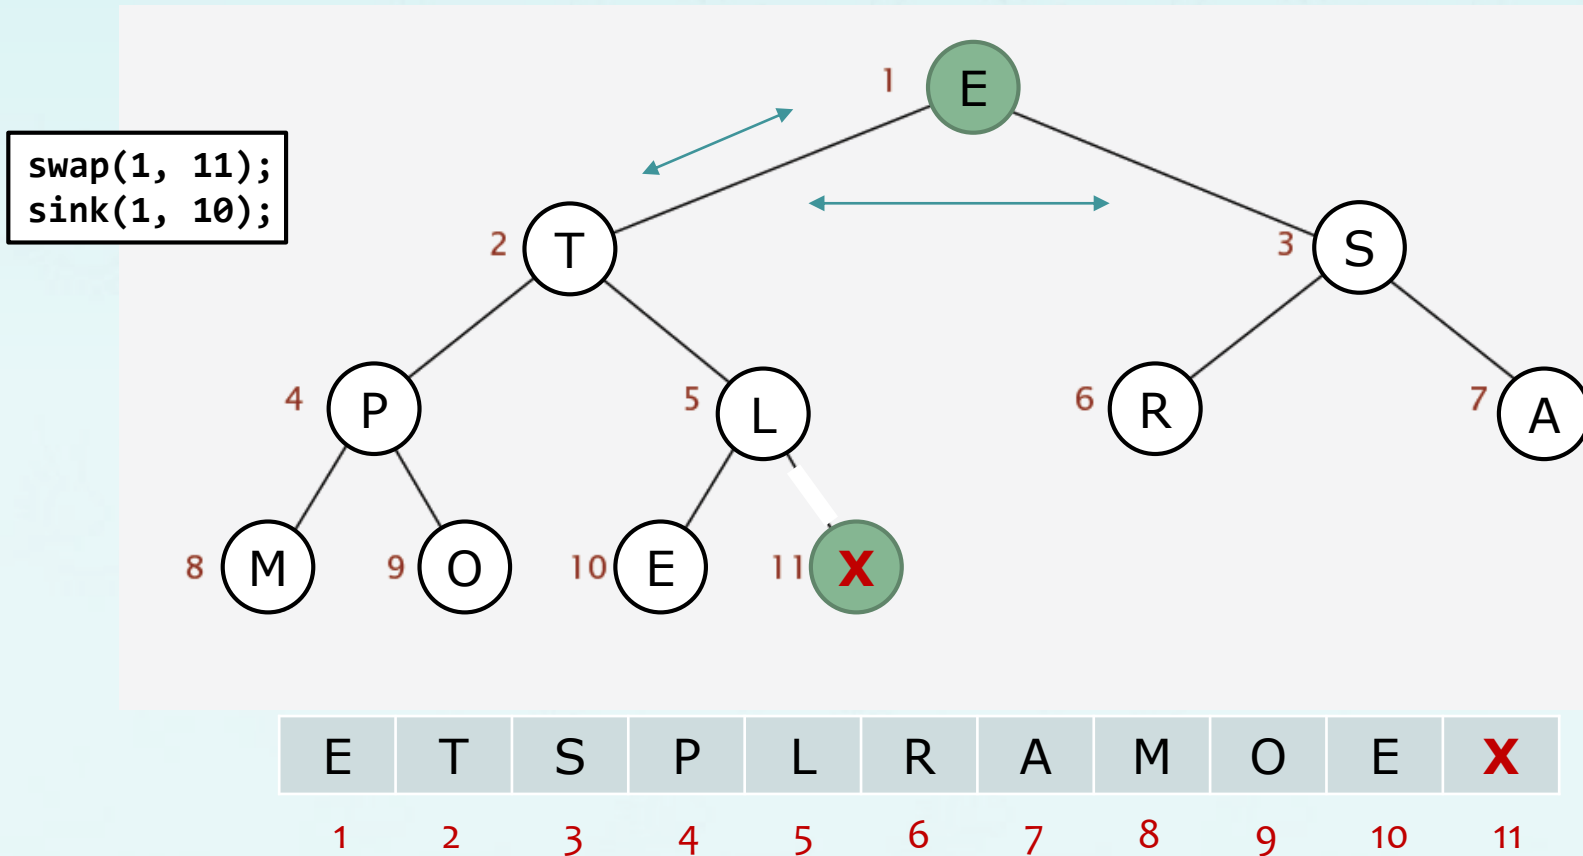 1 E
swap(1, 11);
sink(1, 10);
2 T 3 S
4 P 5 L 6 R 7 A
8 M 9 O 10 E 11 X
E T S P L R A M O E X
1 2 3 4 5 6 7 8 9 10 11